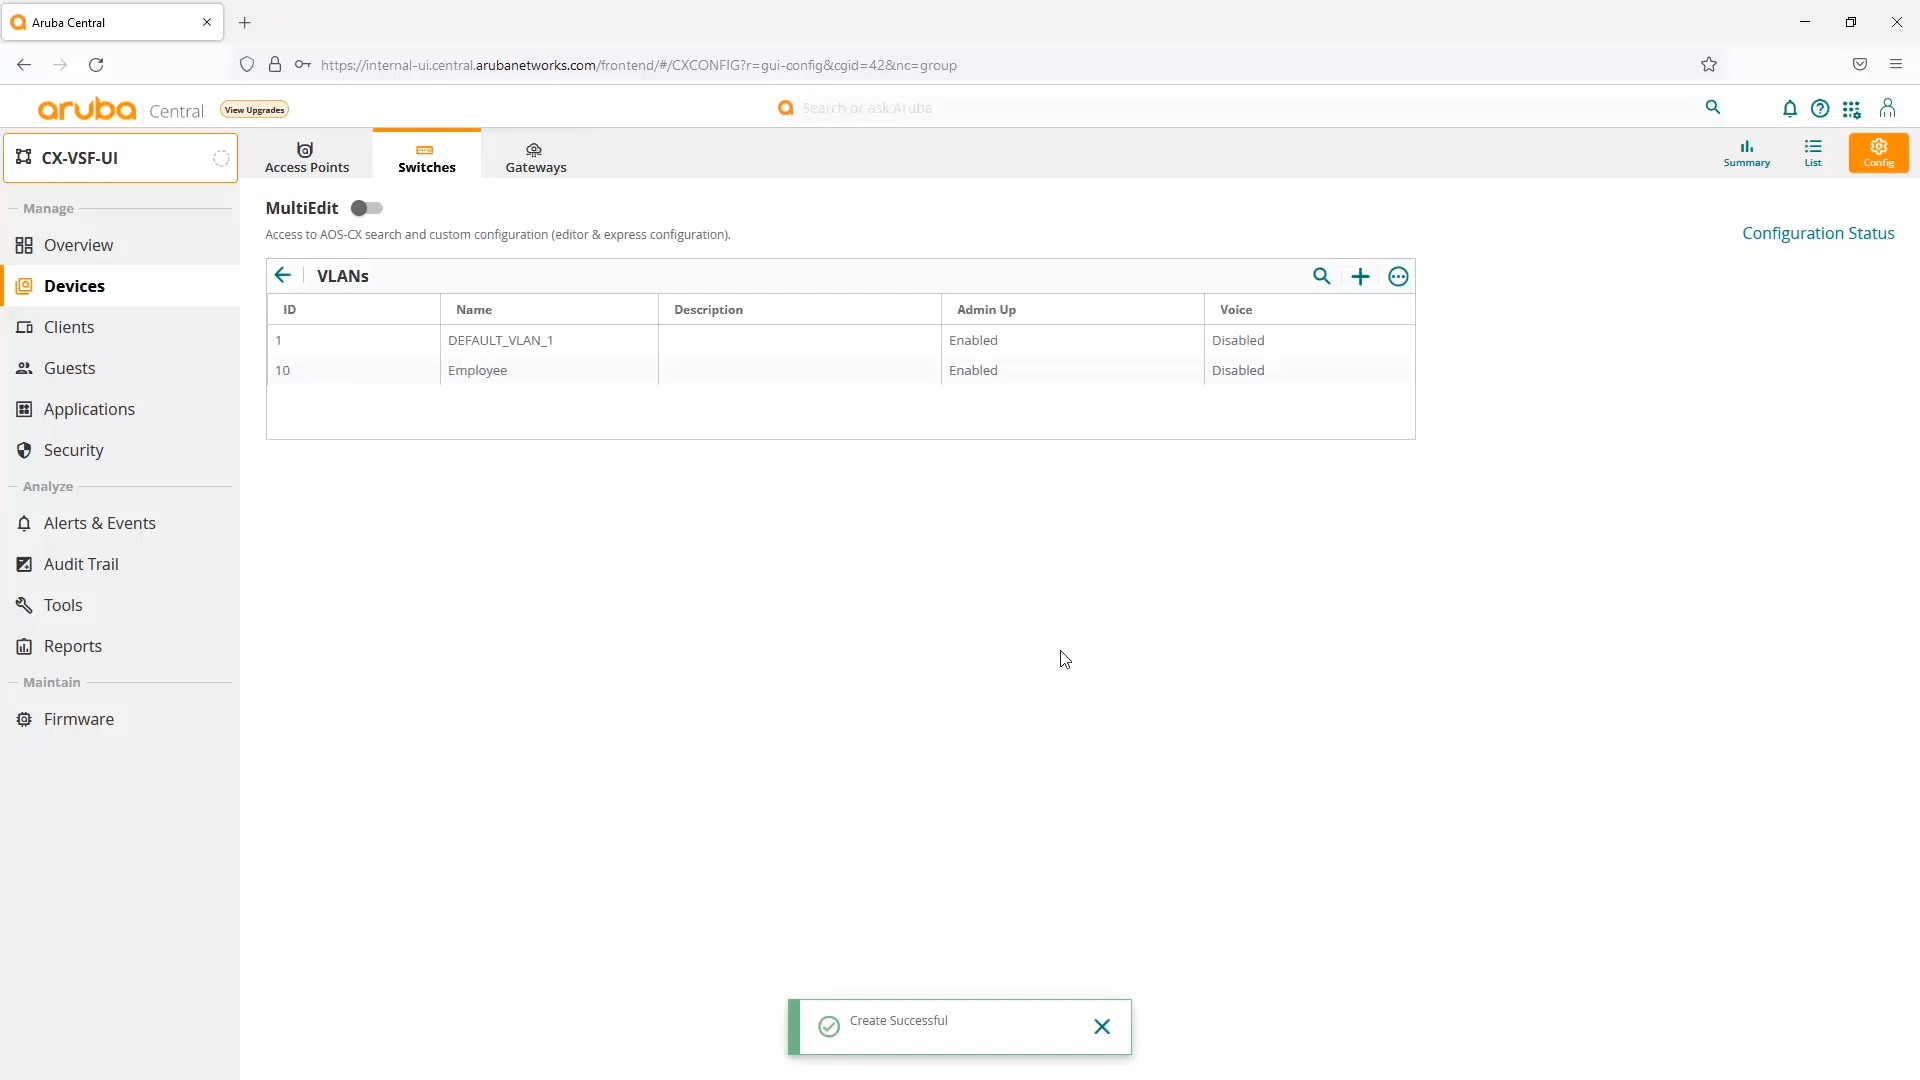 Aruba Central
https://internal-ui.central.arubanetworks.com/frontend/#/CXCONFIG?r=gui-config&cgid=42&nc=group
aruba Central View Upgrades
Search or ask Aruba
CX-VSF-UI
Access Points
Switches
Gateways
Summary
List
Config
Manage
Overview
Devices
Clients
Guests
Applications
Security
Analyze
Alerts & Events
Audit Trail
Tools
Reports
Maintain
Firmware
MultiEdit
Access to AOS-CX search and custom configuration (editor & express configuration).
Configuration Status
VLANs
ID Name Description Admin Up Voice
1 DEFAULT_VLAN_1 Enabled Disabled
10 Employee Enabled Disabled
Create Successful